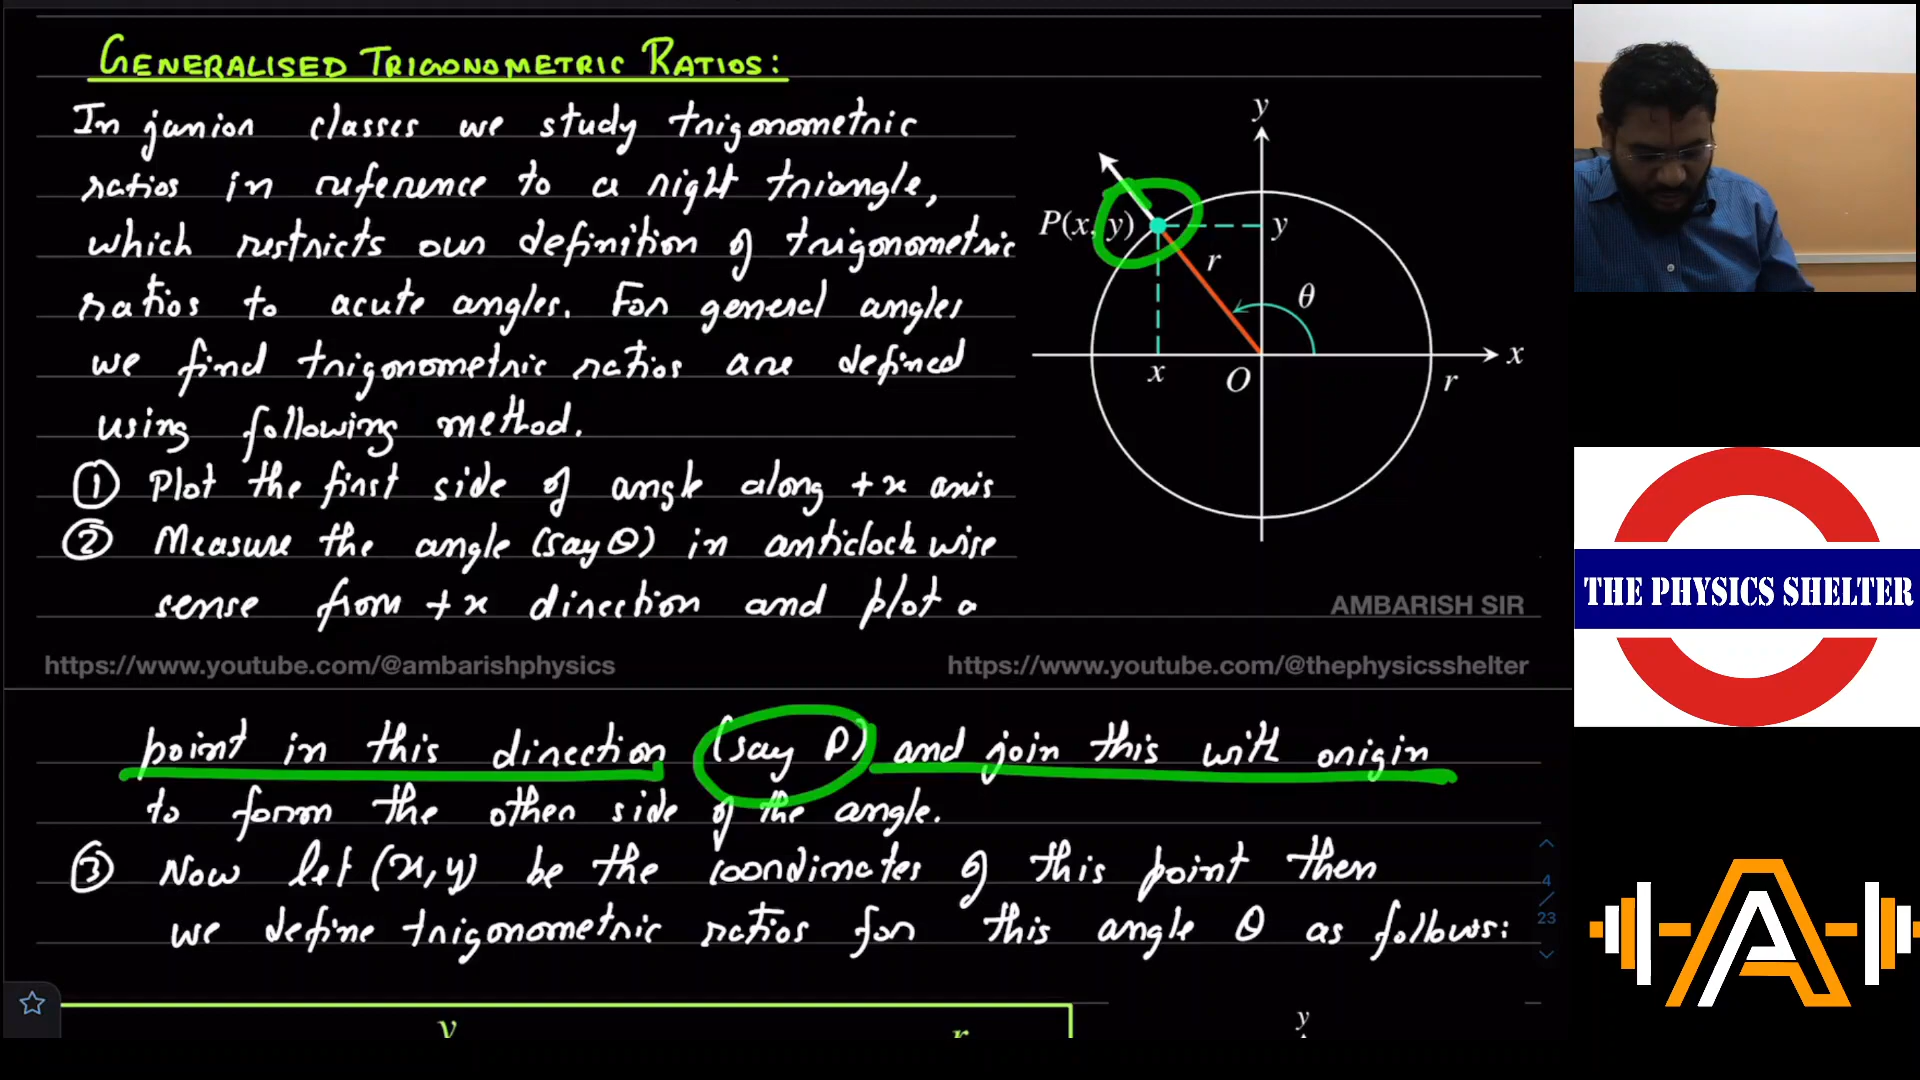 GENERALISED TRIGONOMETRIC RATIOS:
In junior classes we study trigonometric
ratios in reference to a right triangle,
which restricts our definition of trigonometric
ratios to acute angles. For general angles
we find trigonometric ratios are defined
using following method.
① Plot the first side of angle along +x axis
② Measure the angle (say θ) in anticlockwise
sense from +x direction and plot a
y
P(x, y)
y
r
θ
x
x
O
r
AMBARISH SIR
https://www.youtube.com/@ambarishphysics
https://www.youtube.com/@thephysicsshelter
point in this direction (say P) and join this with origin
to form the other side of the angle.
③ Now let (x,y) be the coordinates of this point then
we define trigonometric ratios for this angle θ as follows:
y
r
y
4
/
23
THE PHYSICS SHELTER
A